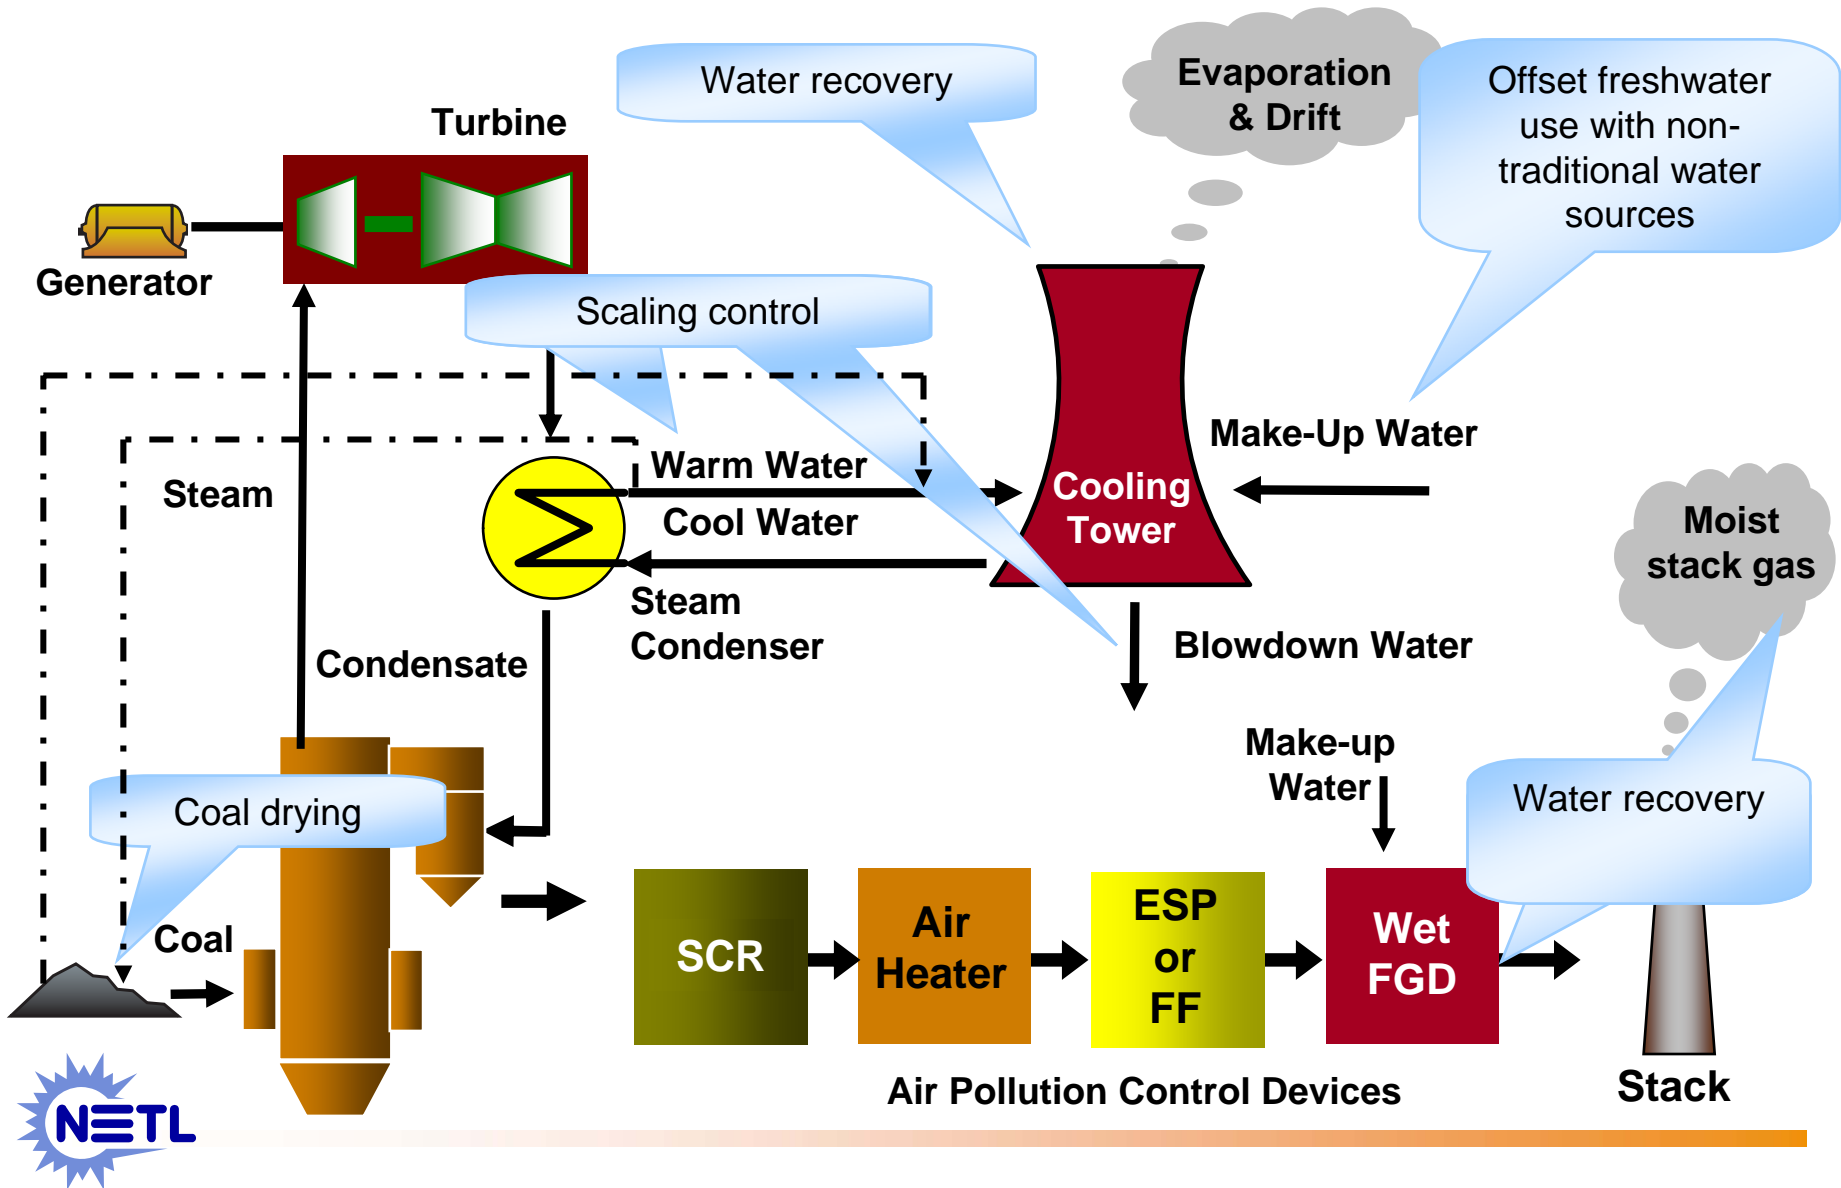 Water recovery
Evaporation
& Drift
Offset freshwater
use with non-
traditional water
sources
Turbine
Generator
Scaling control
Make-Up Water
Steam
Warm Water
Cool Water
Cooling
Tower
Moist
stack gas
Steam
Condenser
Condensate
Blowdown Water
Make-up
Water
Coal drying
Water recovery
Coal
SCR
Air
Heater
ESP
or
FF
Wet
FGD
Air Pollution Control Devices
Stack
NETL